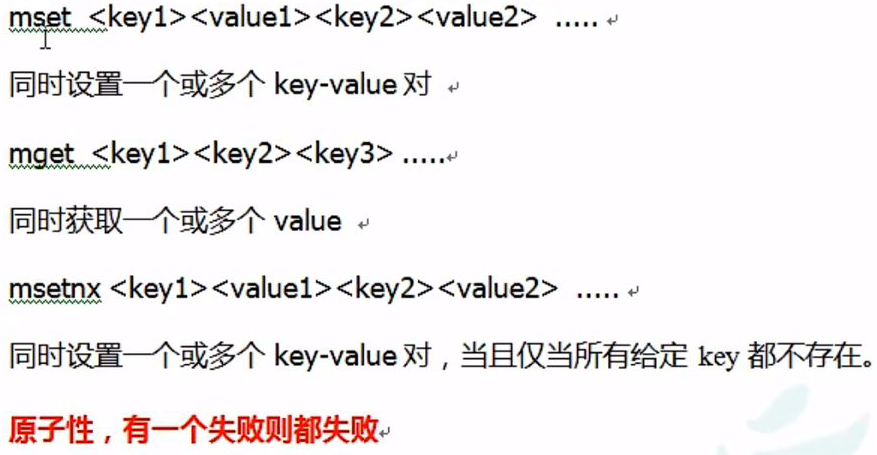 mset <key1><value1><key2><value2> .....
同时设置一个或多个 key-value 对
mget <key1><key2><key3> .....
同时获取一个或多个 value
msetnx <key1><value1><key2><value2> .....
同时设置一个或多个 key-value 对，当且仅当所有给定 key 都不存在。
原子性，有一个失败则都失败